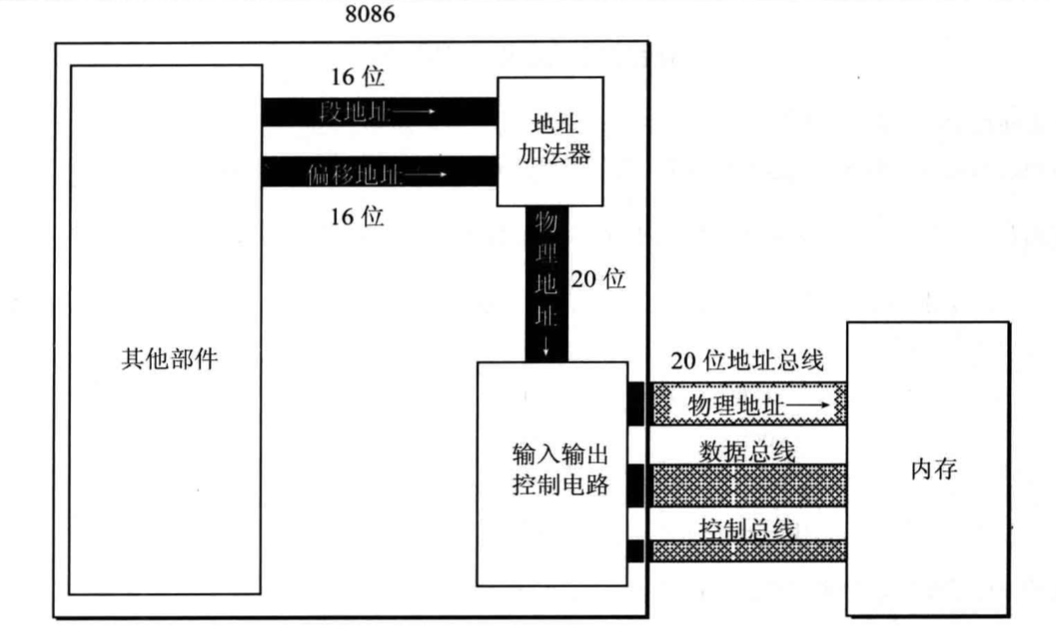 8086
16 位
段地址
地址
加法器
偏移地址
16 位
物
理
地
址
20 位
其他部件
20 位地址总线
物理地址
输入输出
控制电路
数据总线
内存
控制总线